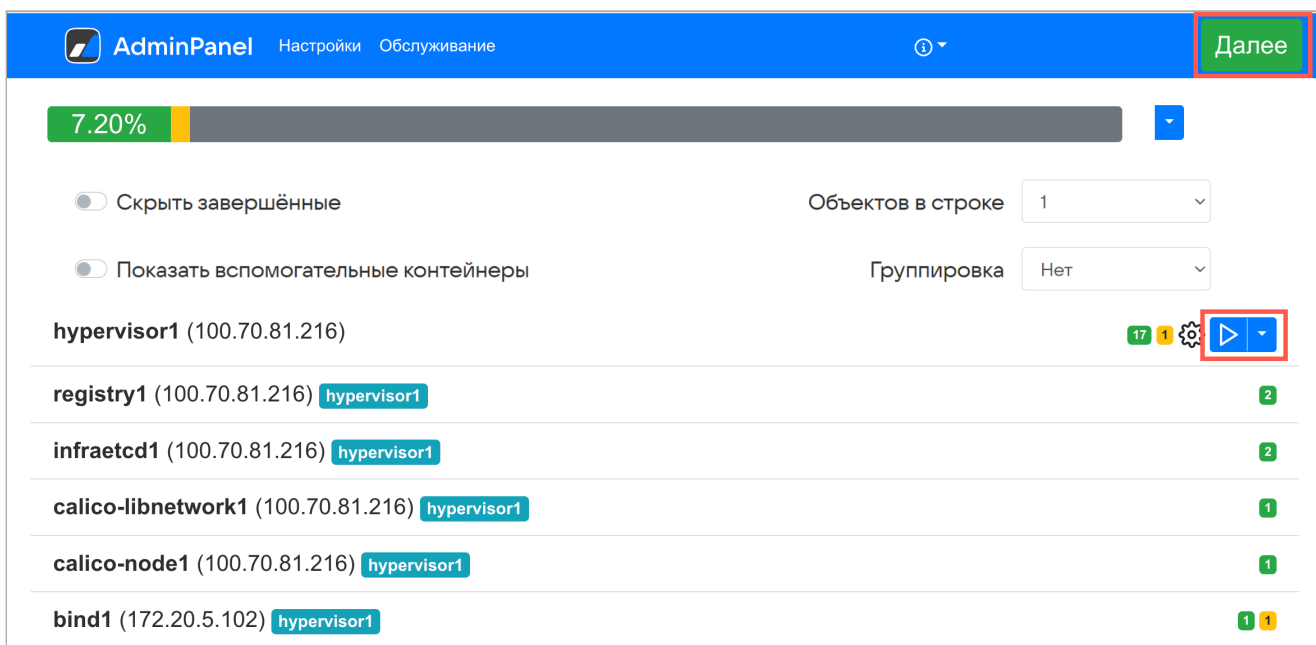 AdminPanel Настройки Обслуживание Далее
7.20%
Скрыть завершённые Объектов в строке 1
Показать вспомогательные контейнеры Группировка Нет
hypervisor1 (100.70.81.216) 17 1
registry1 (100.70.81.216) hypervisor1 2
infraetcd1 (100.70.81.216) hypervisor1 2
calico-libnetwork1 (100.70.81.216) hypervisor1 1
calico-node1 (100.70.81.216) hypervisor1 1
bind1 (172.20.5.102) hypervisor1 1 1